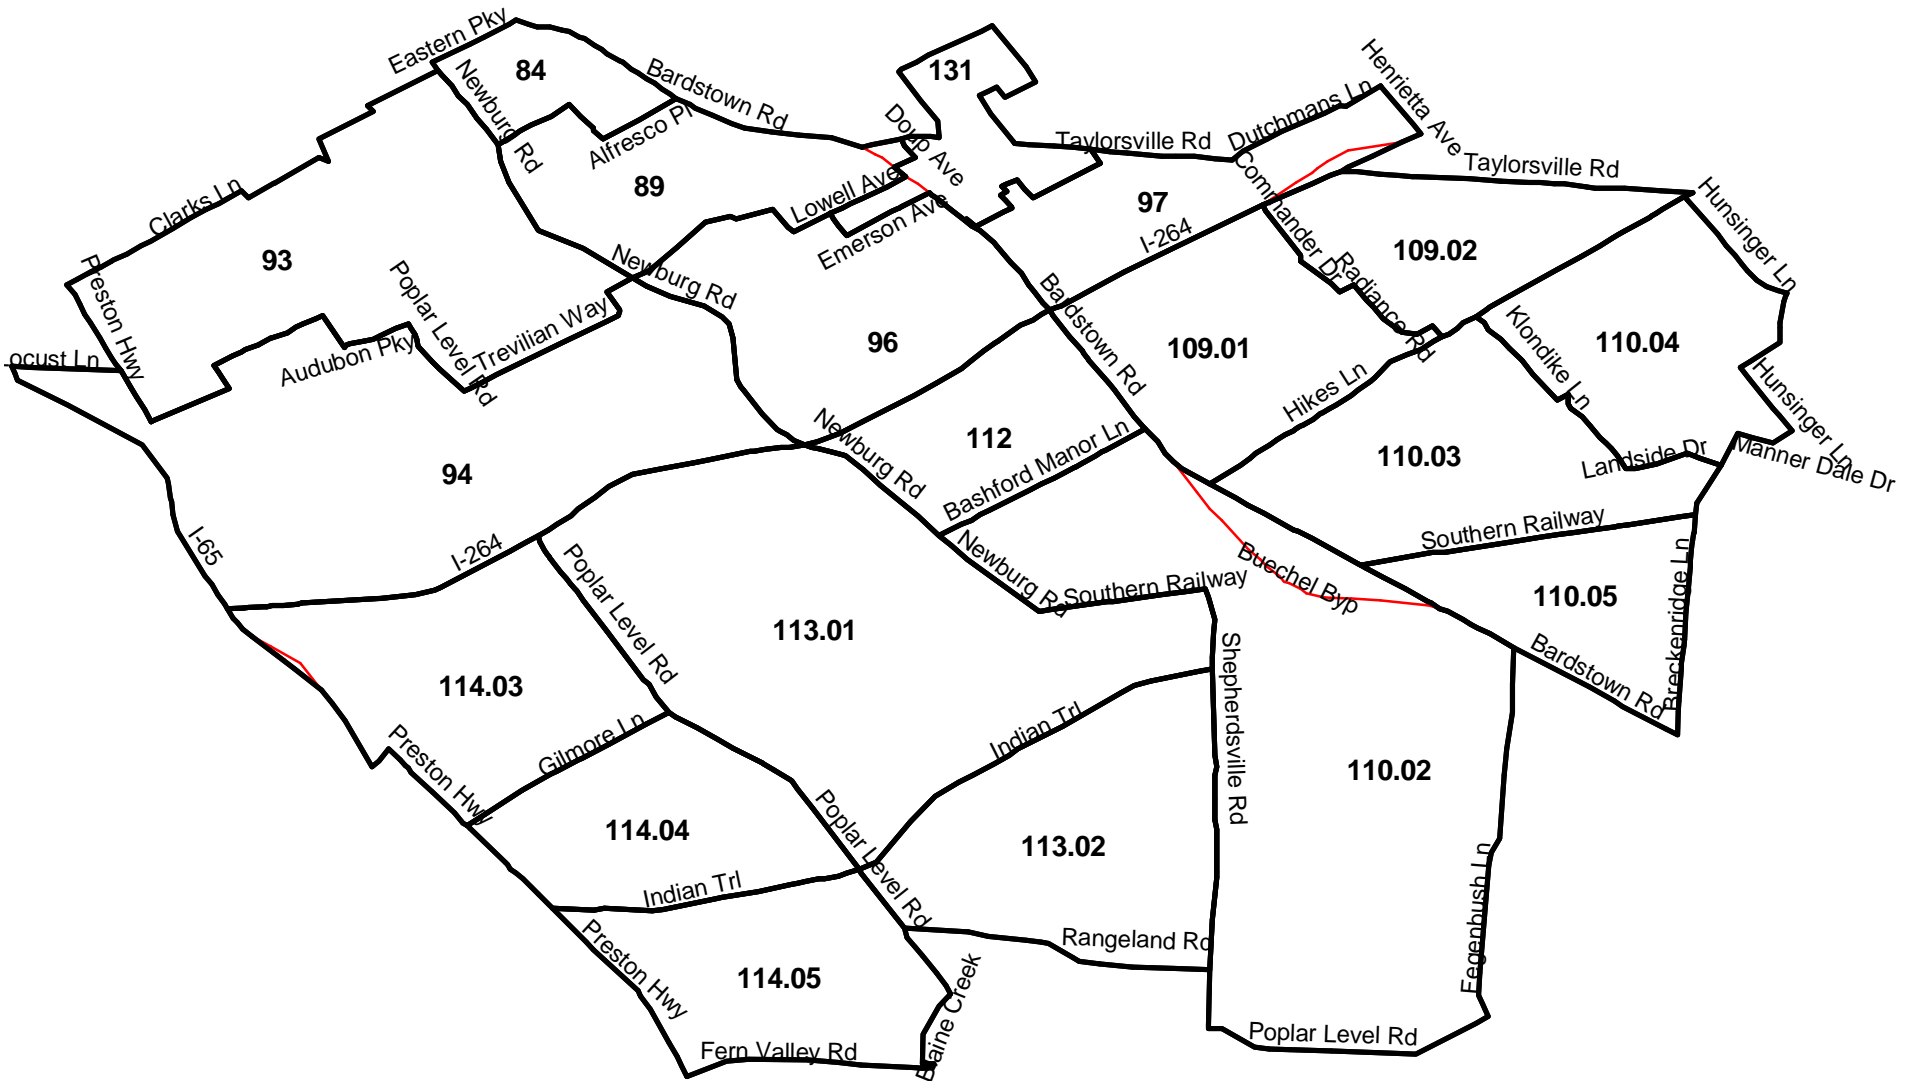 Eastern Pky
84
131
Newburg Rd
Bardstown Rd
Alfresco Pl
Doup Ave
Taylorsville Rd
Dutchmans Ln
Henrietta Ave
Taylorsville Rd
Clarks Ln
89
Lowell Ave
97
Commander Dr
Hunsinger Ln
93
Emerson Ave
I-264
109.02
Preston Hwy
Poplar Level Rd
Newburg Rd
Radiance Rd
Trevilian Way
Bardstown Rd
96
109.01
Klondike Ln
110.04
ocust Ln
Audubon Pky
Hikes Ln
Hunsinger Ln
94
Newburg Rd
112
Bashford Manor Ln
110.03
Landside Dr
Manner Dale Dr
I-65
I-264
Poplar Level Rd
Newburg Rd
Southern Railway
Buechel Byp
Southern Railway
110.05
Breckenridge Ln
113.01
Shepherdsville Rd
Bardstown Rd
114.03
Gilmore Ln
Indian Trl
Preston Hwy
110.02
114.04
Poplar Level Rd
113.02
Indian Trl
Fegenbush Ln
Rangeland Rd
Preston Hwy
114.05
Blaine Creek
Fern Valley Rd
Poplar Level Rd